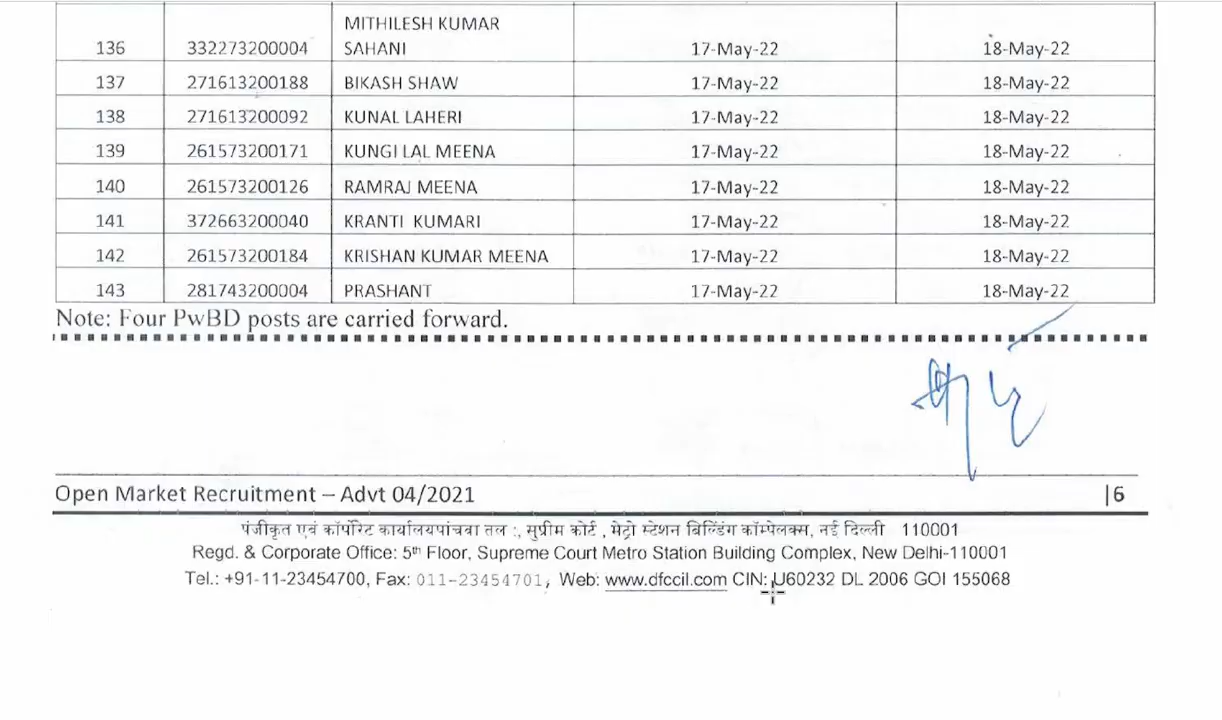 MITHILESH KUMAR
136 332273200004 SAHANI 17-May-22 18-May-22
137 271613200188 BIKASH SHAW 17-May-22 18-May-22
138 271613200092 KUNAL LAHERI 17-May-22 18-May-22
139 261573200171 KUNGI LAL MEENA 17-May-22 18-May-22
140 261573200126 RAMRAJ MEENA 17-May-22 18-May-22
141 372663200040 KRANTI KUMARI 17-May-22 18-May-22
142 261573200184 KRISHAN KUMAR MEENA 17-May-22 18-May-22
143 281743200004 PRASHANT 17-May-22 18-May-22
Note: Four PwBD posts are carried forward.
Open Market Recruitment – Advt 04/2021 |6
पंजीकृत एवं कॉर्पोरेट कार्यालयपांचवा तल :, सुप्रीम कोर्ट , मेट्रो स्टेशन बिल्डिंग कॉम्पेलक्स, नई दिल्ली 110001
Regd. & Corporate Office: 5th Floor, Supreme Court Metro Station Building Complex, New Delhi-110001
Tel.: +91-11-23454700, Fax: 011-23454701, Web: www.dfccil.com CIN: U60232 DL 2006 GOI 155068